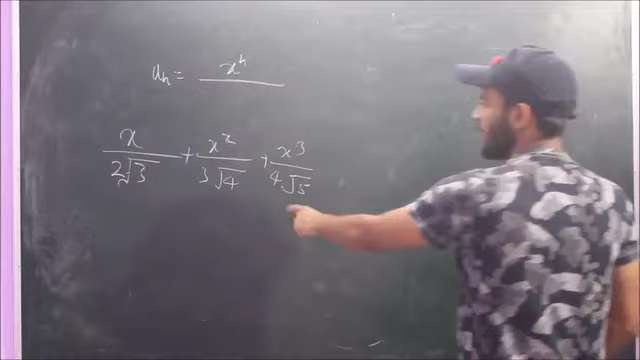 uₙ = xⁿ/
x/2√3 + x²/3√4 + x³/4√5